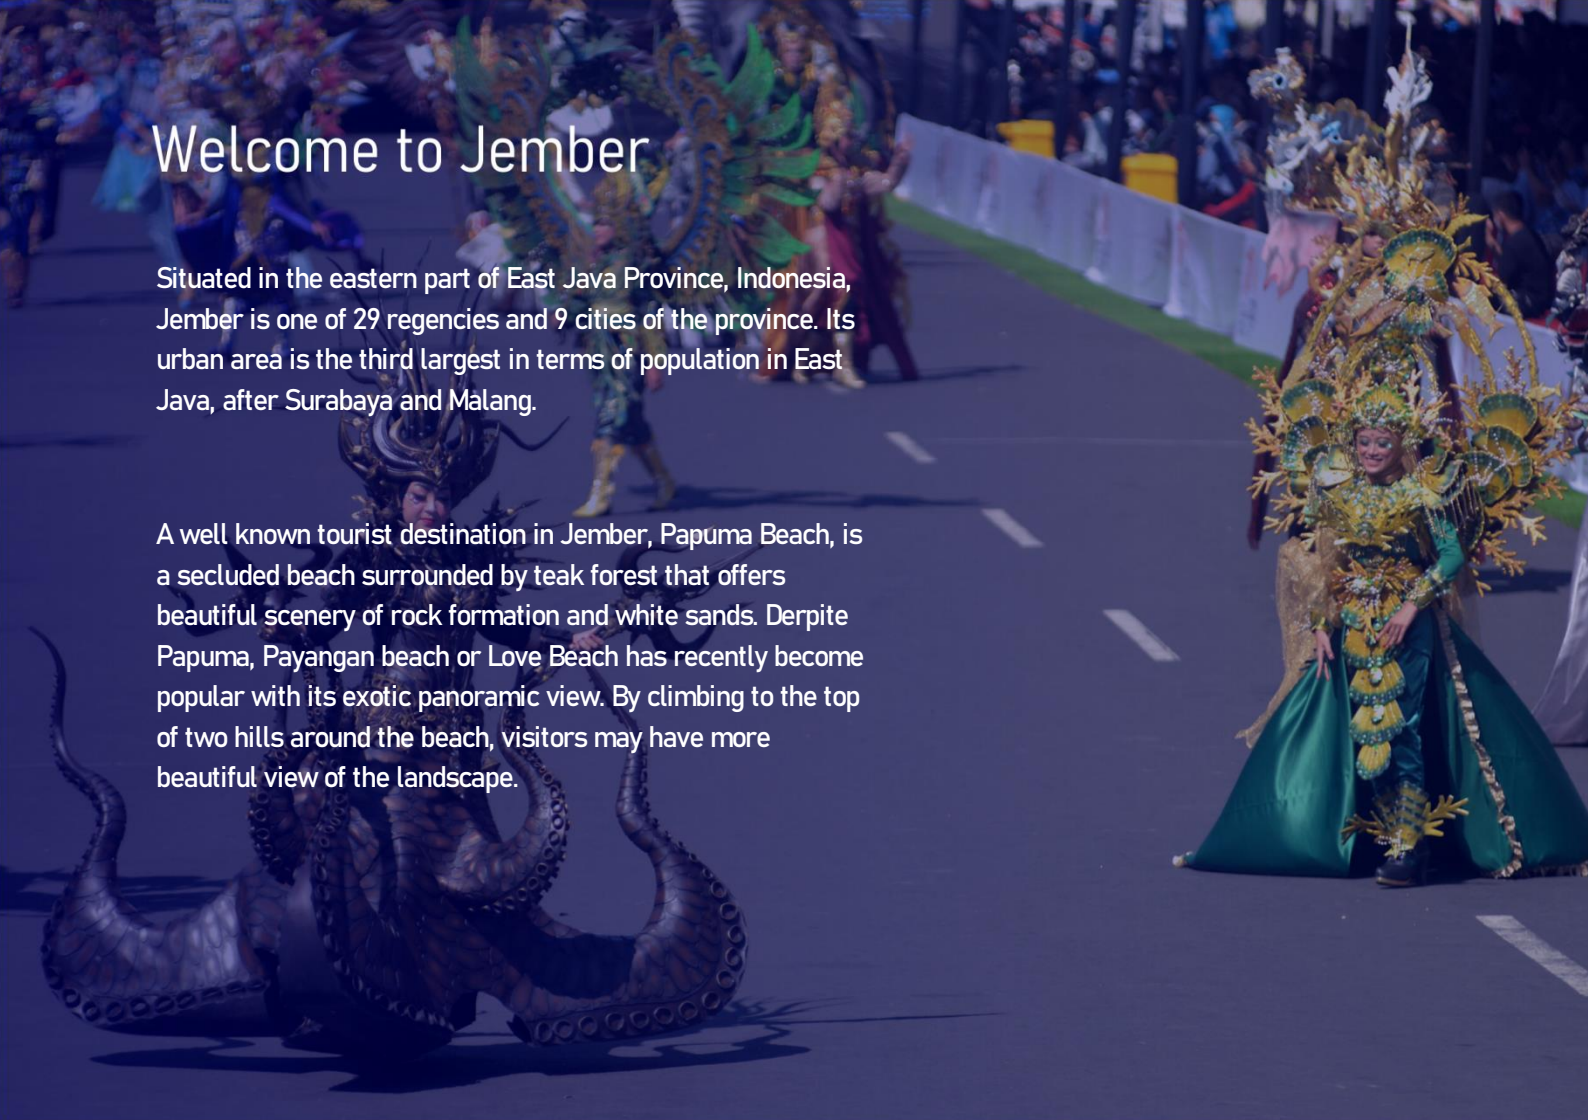 Welcome to Jember
Situated in the eastern part of East Java Province, Indonesia,
Jember is one of 29 regencies and 9 cities of the province. Its
urban area is the third largest in terms of population in East
Java, after Surabaya and Malang.
A well known tourist destination in Jember, Papuma Beach, is
a secluded beach surrounded by teak forest that offers
beautiful scenery of rock formation and white sands. Derpite
Papuma, Payangan beach or Love Beach has recently become
popular with its exotic panoramic view. By climbing to the top
of two hills around the beach, visitors may have more
beautiful view of the landscape.